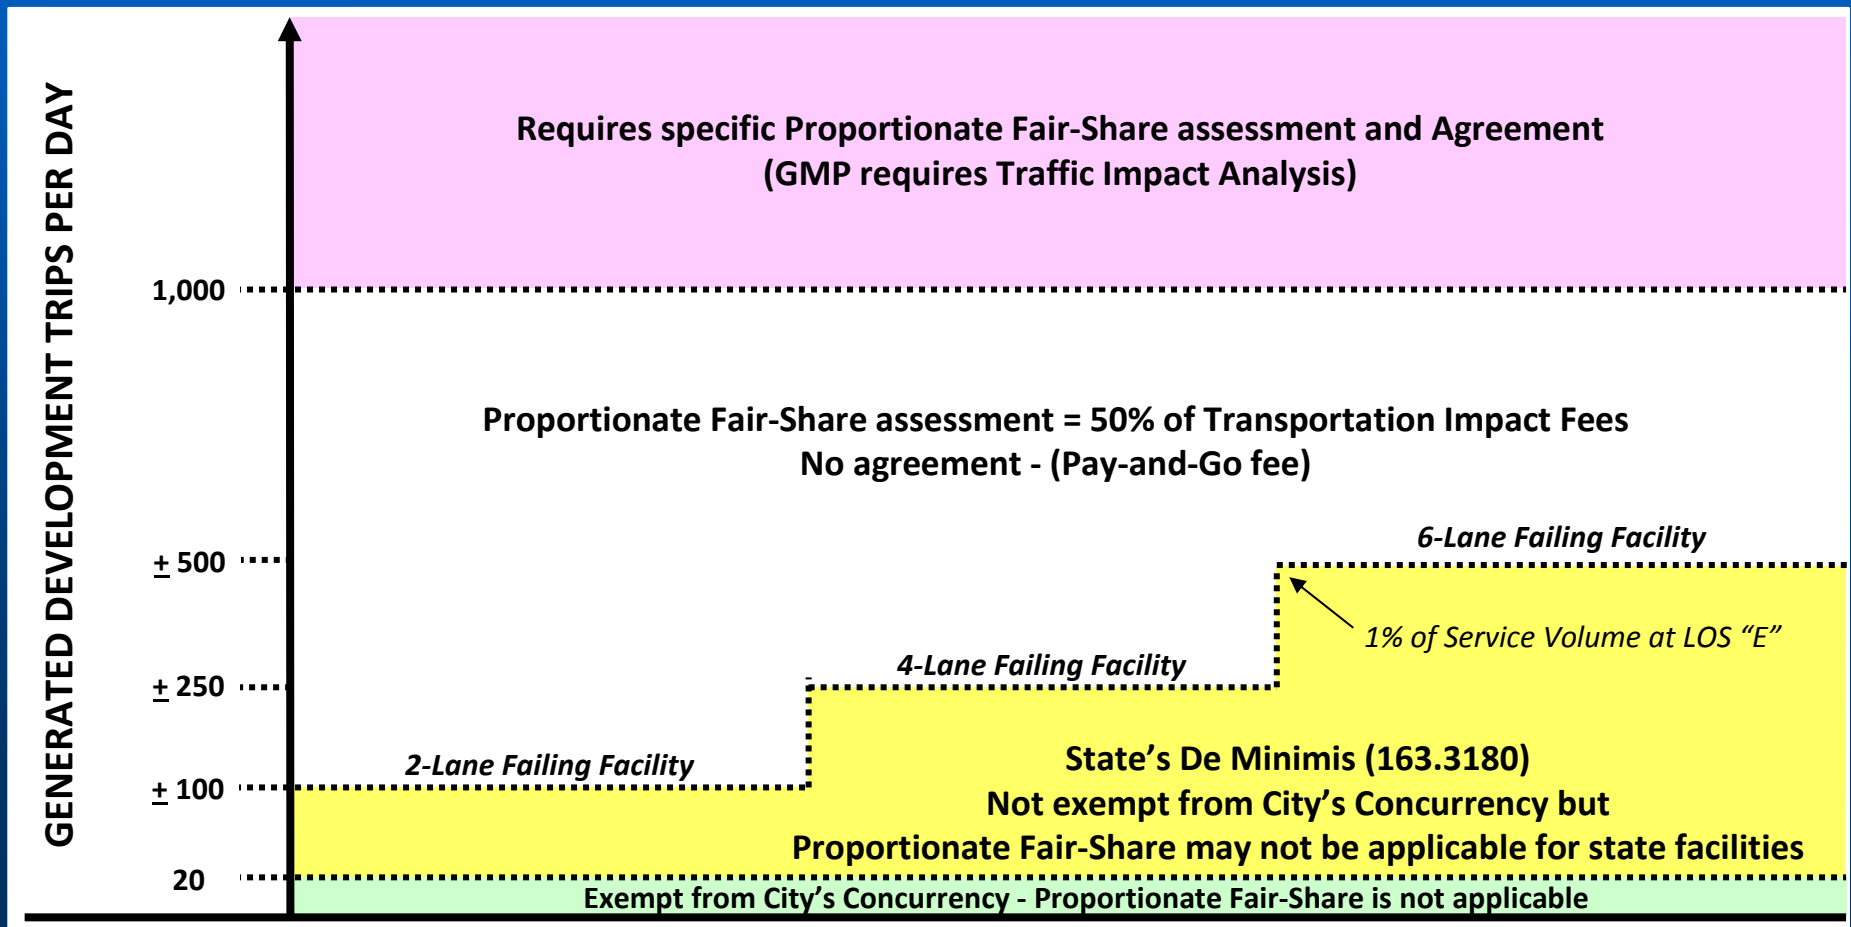 GENERATED DEVELOPMENT TRIPS PER DAY
Requires specific Proportionate Fair-Share assessment and Agreement
(GMP requires Traffic Impact Analysis)
1,000
Proportionate Fair-Share assessment = 50% of Transportation Impact Fees
No agreement - (Pay-and-Go fee)
6-Lane Failing Facility
± 500
1% of Service Volume at LOS “E”
4-Lane Failing Facility
± 250
2-Lane Failing Facility
± 100
State’s De Minimis (163.3180)
Not exempt from City’s Concurrency but
Proportionate Fair-Share may not be applicable for state facilities
20
Exempt from City’s Concurrency - Proportionate Fair-Share is not applicable